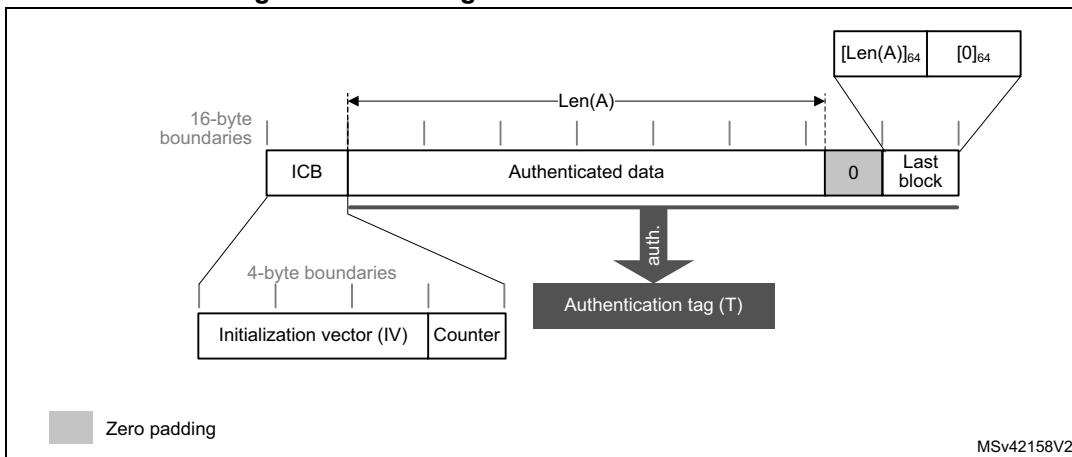 [Len(A)]64 [0]64
Len(A)
16-byte
boundaries
ICB
Authenticated data
0
Last
block
auth.
4-byte boundaries
Authentication tag (T)
Initialization vector (IV)
Counter
Zero padding
MSv42158V2